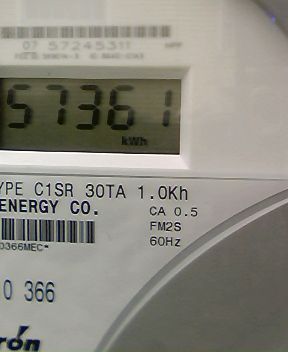 07 57245311
57361
kWh
YPE C1SR 30TA 1.0Kh
ENERGY CO.
CA 0.5
FM2S
60Hz
0366MEC*
0 366
rón